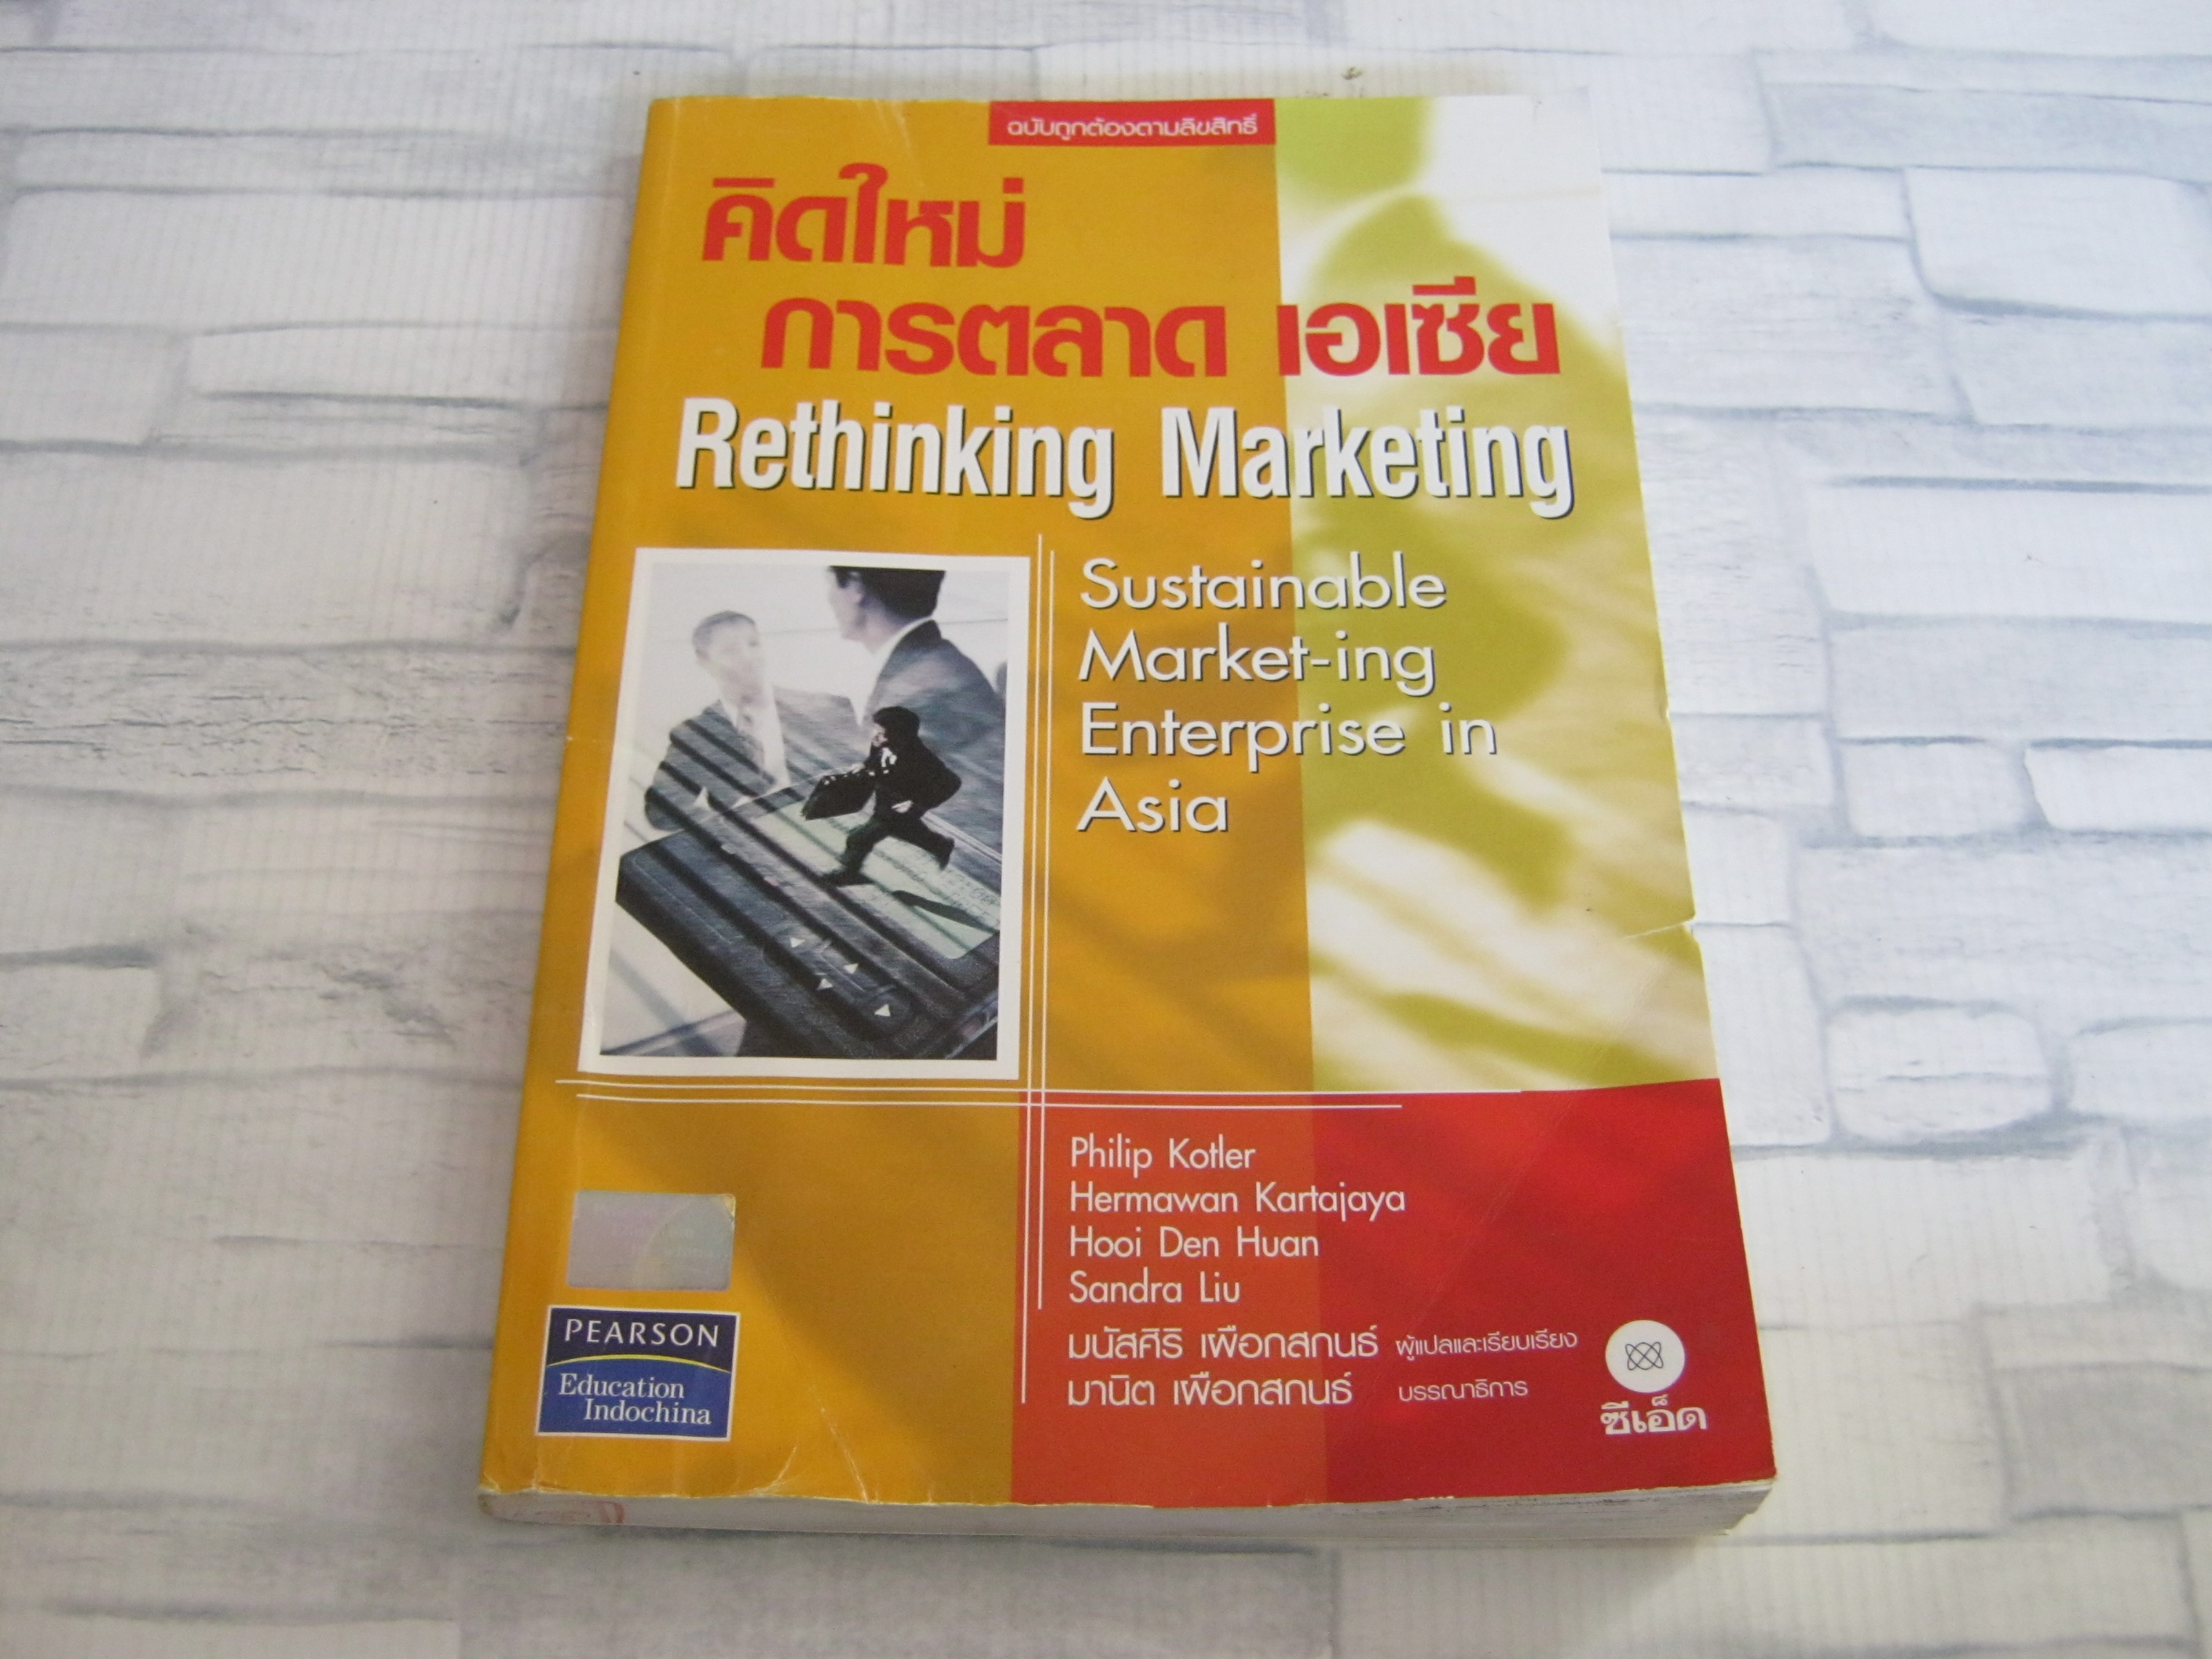 ฉบับถูกต้องตามลิขสิทธิ์
คิดใหม่
การตลาด เอเซีย
Rethinking Marketing
Sustainable
Market-ing
Enterprise in
Asia
Philip Kotler
Hermawan Kartajaya
Hooi Den Huan
Sandra Liu
มนัสศิริ เผือกสกนธ์ ผู้แปลและเรียบเรียง
มานิต เผือกสกนธ์ บรรณาธิการ
ซีเอ็ด
PEARSON
Education
Indochina